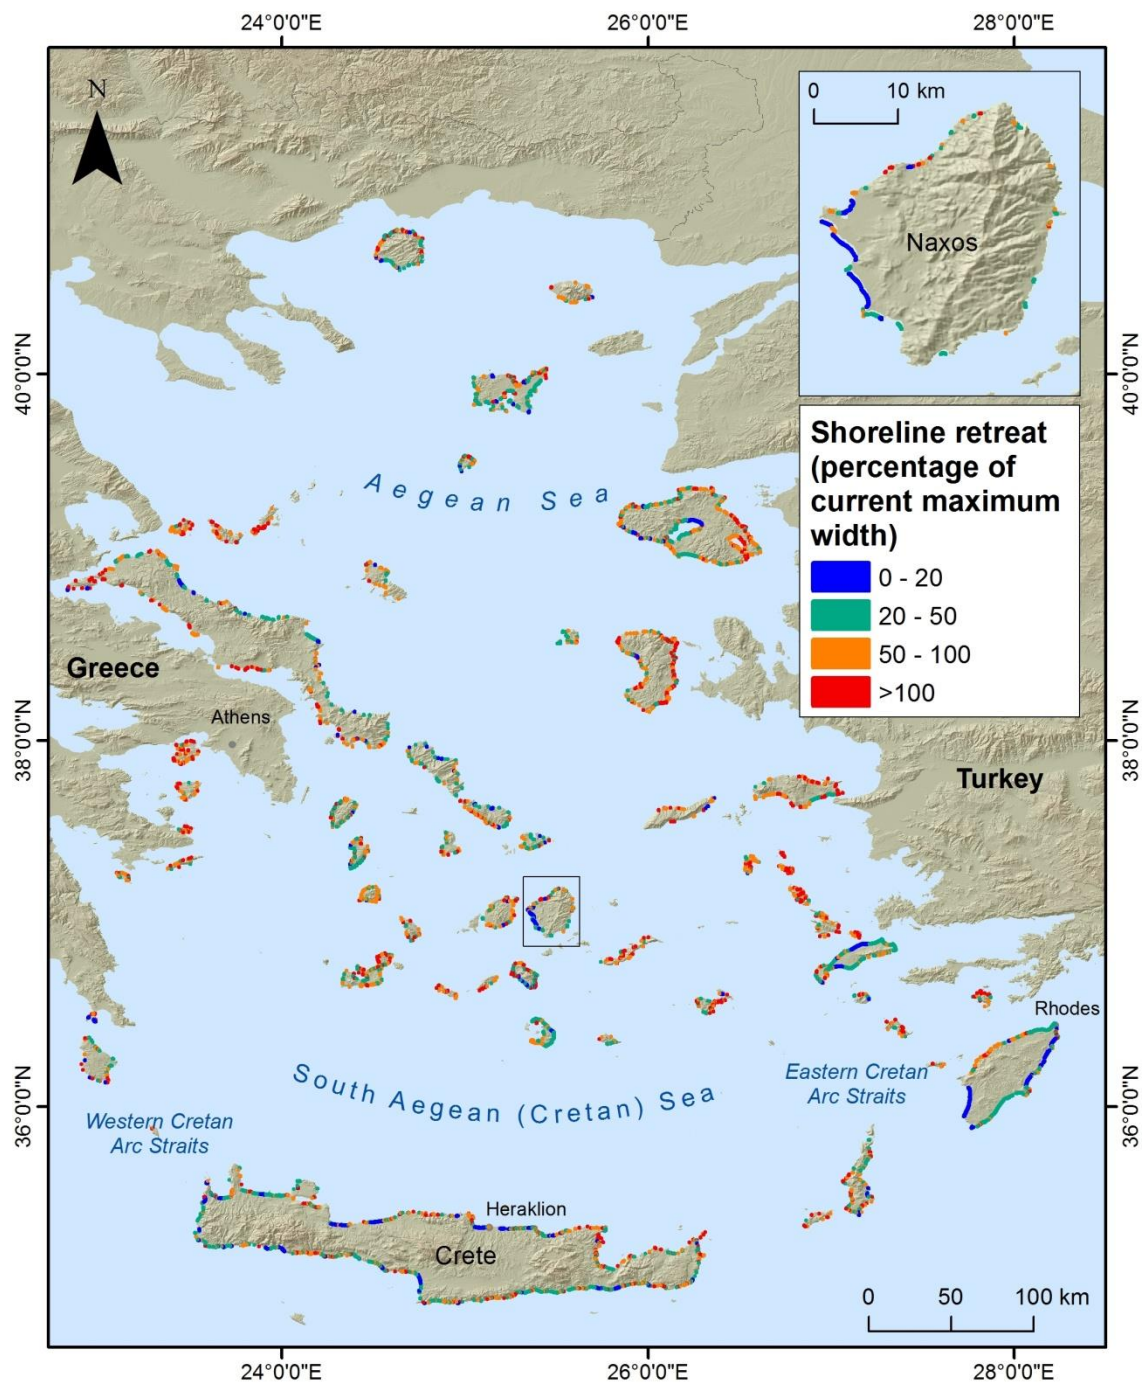 24°0'0"E
26°0'0"E
28°0'0"E
N
0
10 km
Naxos
40°0'0"N
40°0'0"N
Shoreline retreat
(percentage of
current maximum
width)
0 - 20
20 - 50
50 - 100
>100
Aegean Sea
Greece
Athens
38°0'0"N
38°0'0"N
Turkey
Rhodes
Eastern Cretan
Arc Straits
South Aegean (Cretan) Sea
36°0'0"N
36°0'0"N
Western Cretan
Arc Straits
Heraklion
Crete
0
50
100 km
24°0'0"E
26°0'0"E
28°0'0"E